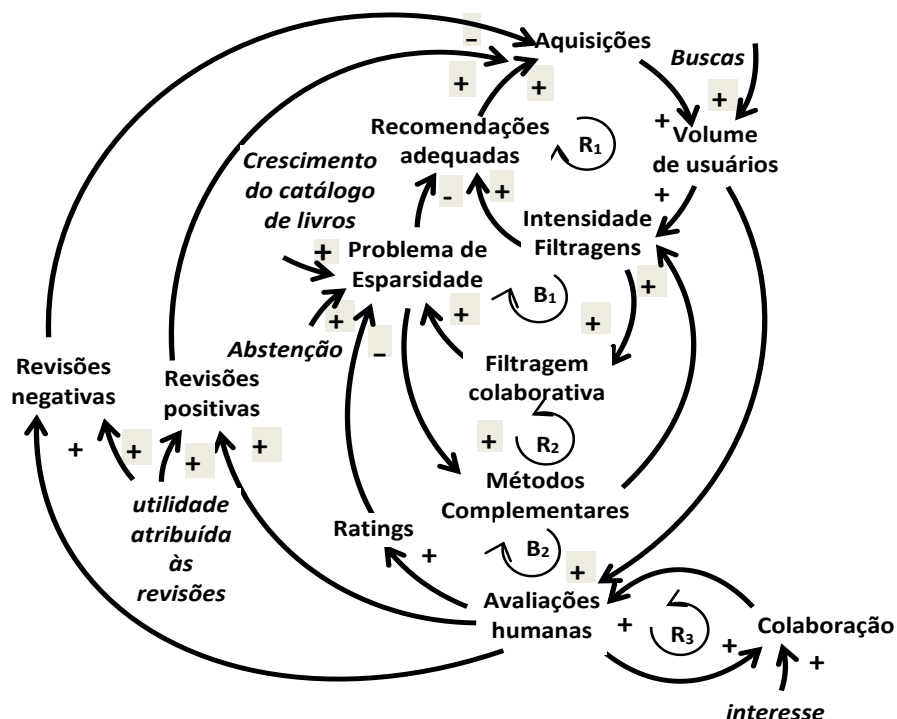 –
Aquisições
Buscas
+
+
+
+
Recomendações
adequadas
R1
+
Volume
de usuários
Crescimento
do catálogo
de livros
-
+
+
Intensidade
Filtragens
+
Problema de
Esparsidade
B1
+
+
+
+
Abstenção
–
Revisões
negativas
Revisões
positivas
Filtragem
colaborativa
+
+
+
+
+
R2
Métodos
Complementares
utilidade
atribuída
às
revisões
Ratings
+
B2
+
Avaliações
humanas
+
R3
+
Colaboração
+
interesse